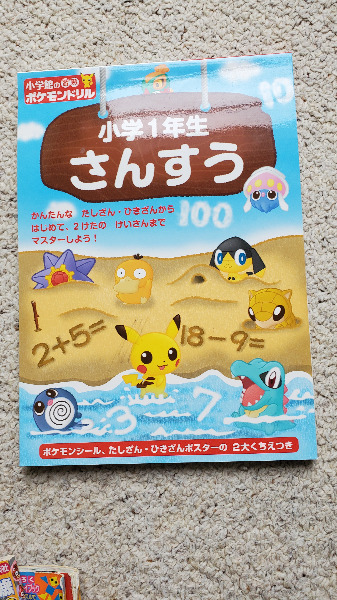 小学館の
ポケモンドリル
10
小学1年生
さんすう
かんたんな たしざん・ひきざんから
はじめて、2けたの けいさんまで
マスターしよう!
100
2+5=
18-9=
3
7
ポケモンシール、たしざん・ひきざんポスターの 2大くちえつき